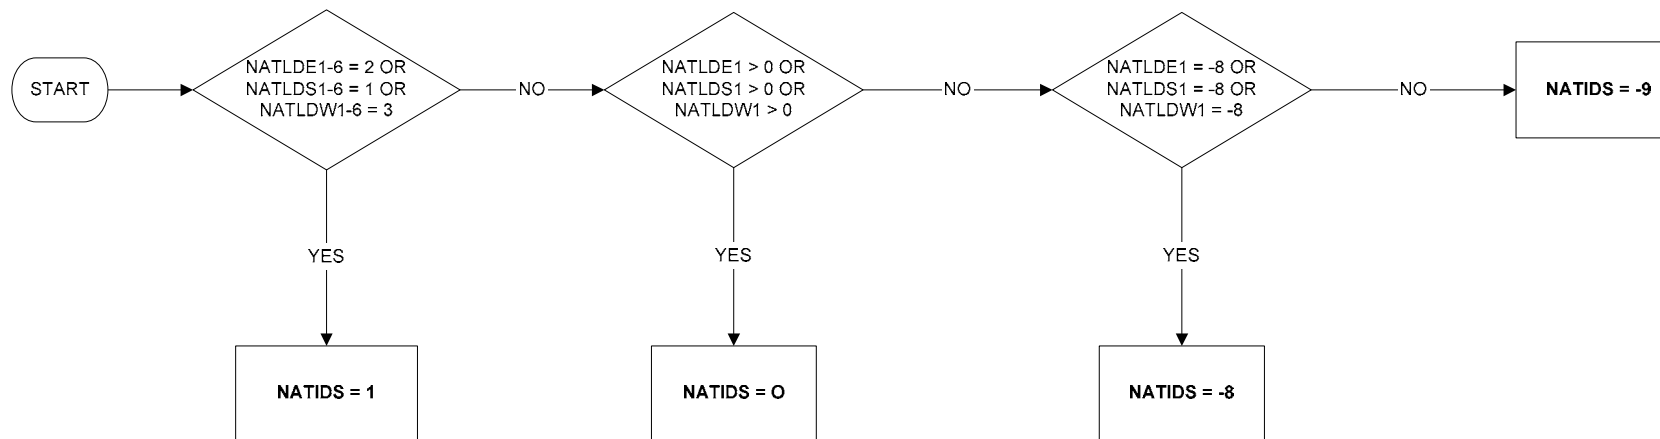 START
NATLDE1-6 = 2 OR
NATLDS1-6 = 1 OR
NATLDW1-6 = 3
NO
NATLDE1 > 0 OR
NATLDS1 > 0 OR
NATLDW1 > 0
NO
NATLDE1 = -8 OR
NATLDS1 = -8 OR
NATLDW1 = -8
NO
NATIDS = -9
YES
YES
YES
NATIDS = 1
NATIDS = O
NATIDS = -8